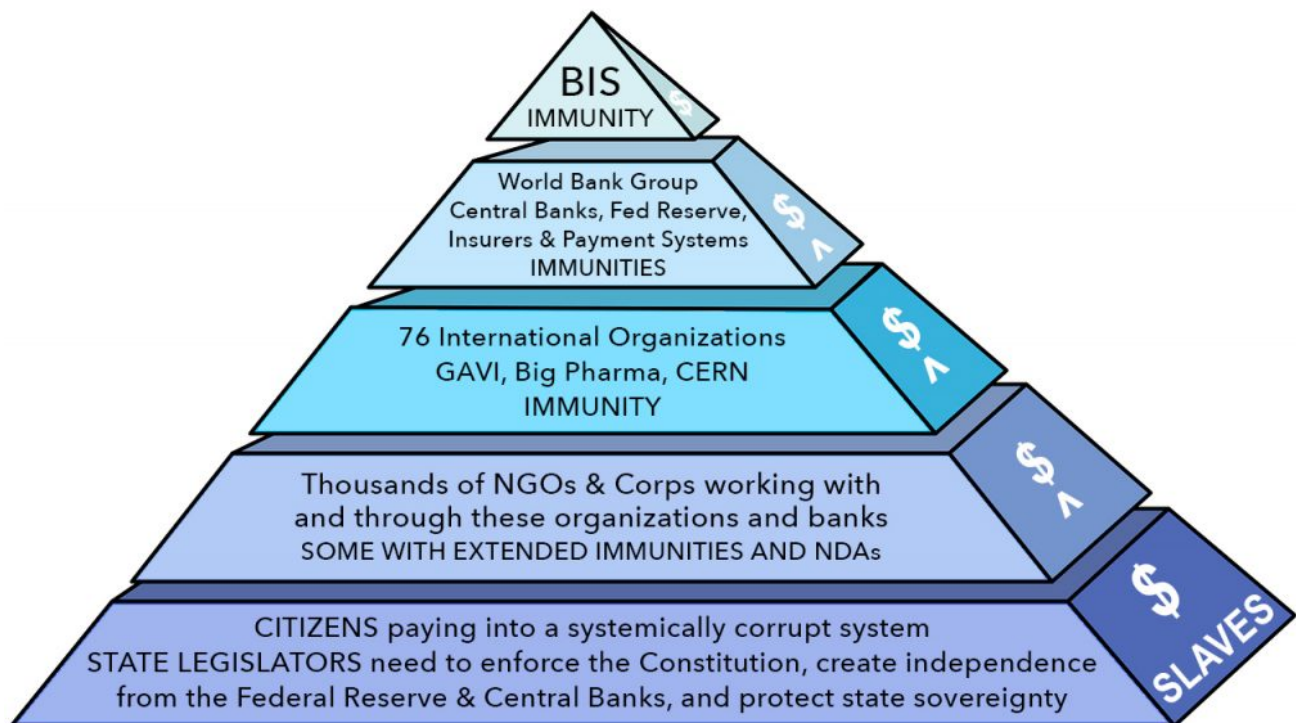 BIS
IMMUNITY
$
World Bank Group
Central Banks, Fed Reserve,
Insurers & Payment Systems
IMMUNITIES
$
76 International Organizations
GAVI, Big Pharma, CERN
IMMUNITY
$
Thousands of NGOs & Corps working with
and through these organizations and banks
SOME WITH EXTENDED IMMUNITIES AND NDAs
$
CITIZENS paying into a systemically corrupt system
STATE LEGISLATORS need to enforce the Constitution, create independence
from the Federal Reserve & Central Banks, and protect state sovereignty
$
SLAVES